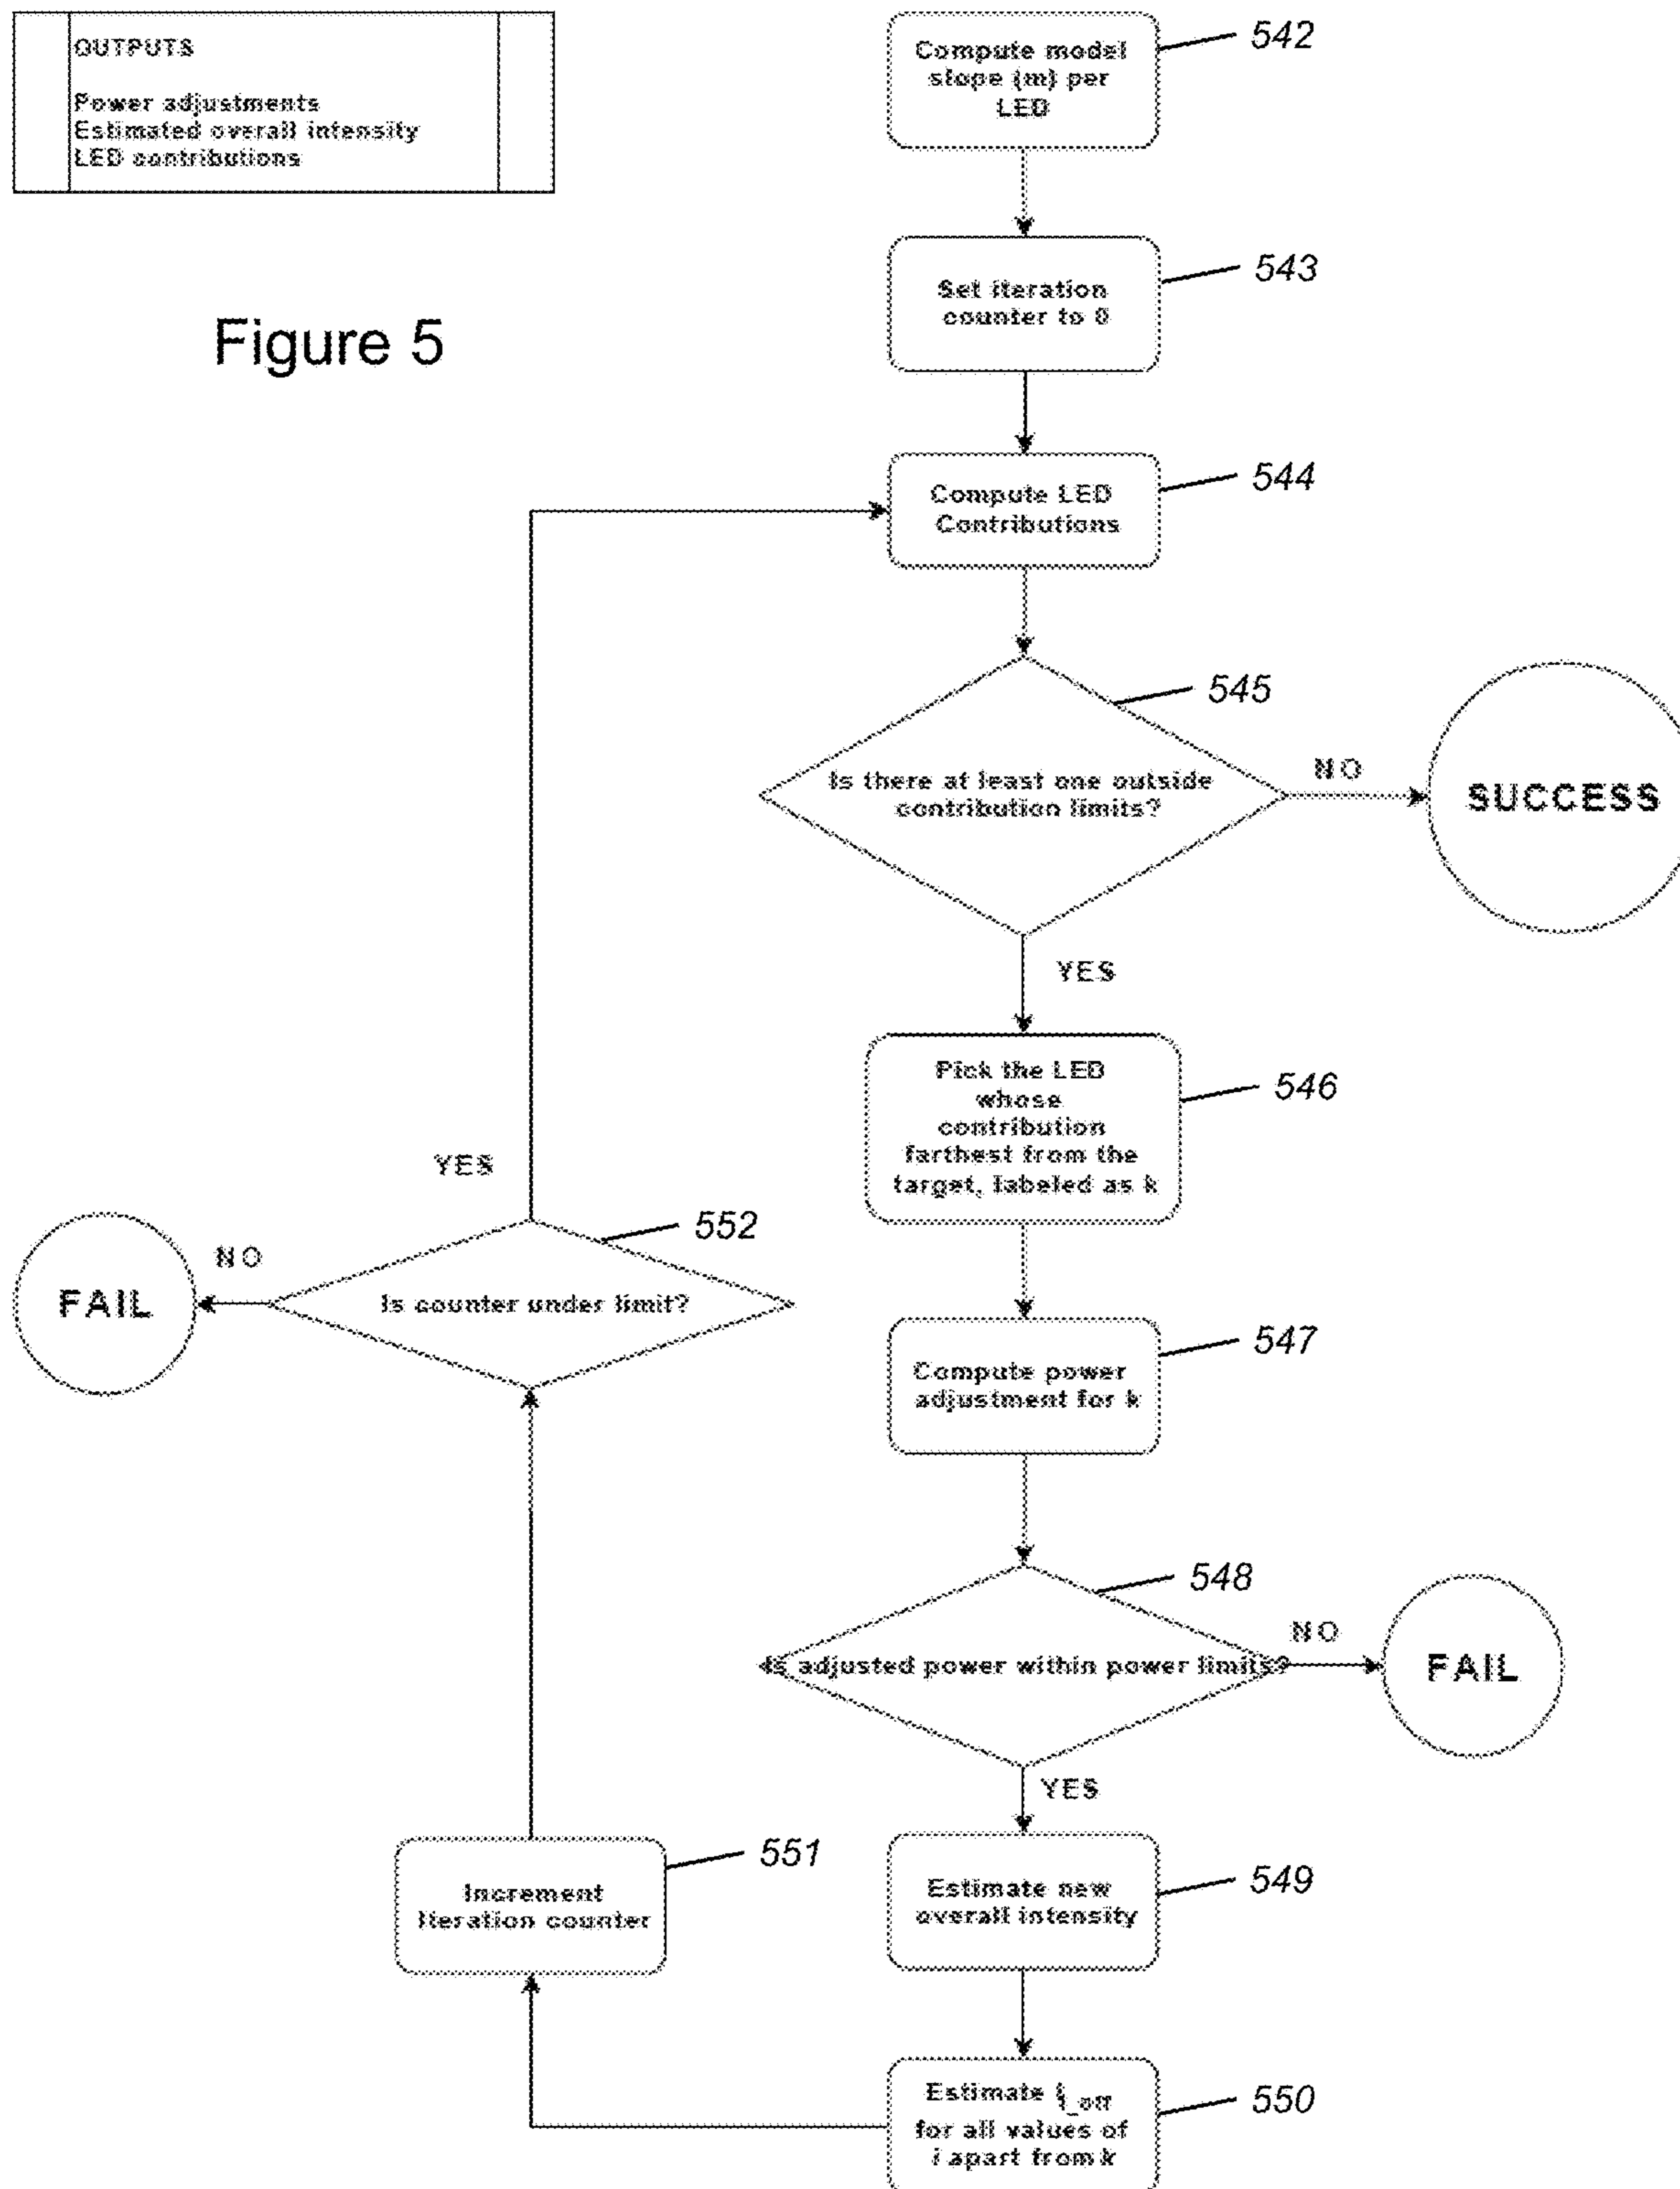 OUTPUTS
Power adjustments
Estimated overall intensity
LED contributions
Figure 5
Compute model
slope (m) per
LED
542
Set iteration
counter to 0
543
Compute LED
Contributions
544
545
Is there at least one outside
contribution limits?
NO
SUCCESS
YES
Pick the LED
whose
contribution
farthest from the
target, labeled as k
546
Compute power
adjustment for k
547
548
Is adjusted power within power limits?
NO
FAIL
YES
Estimate new
overall intensity
549
Estimate I i_off
for all values of
i apart from k
550
Increment
Iteration counter
551
552
Is counter under limit?
NO
FAIL
YES